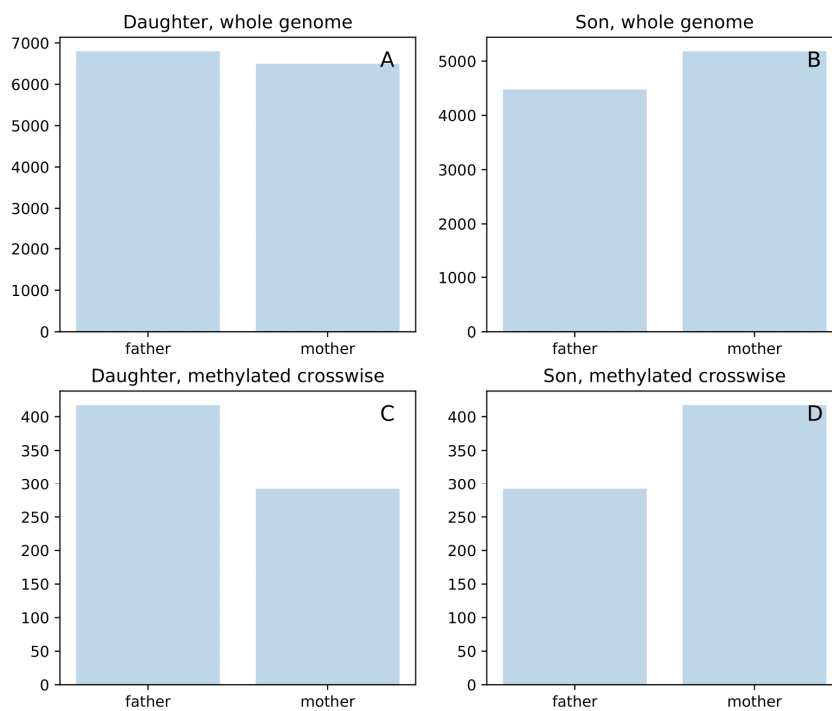 Daughter, whole genome
A
7000
6000
5000
4000
3000
2000
1000
0
father mother
Son, whole genome
B
5000
4000
3000
2000
1000
0
father mother
Daughter, methylated crosswise
C
400
350
300
250
200
150
100
50
0
father mother
Son, methylated crosswise
D
400
350
300
250
200
150
100
50
0
father mother